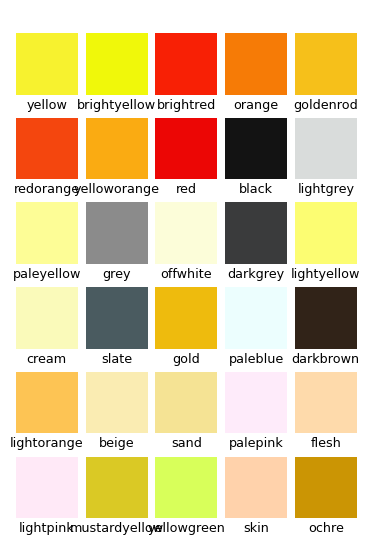 yellow brightyellow brightred orange goldenrod
redorange yelloworange red black lightgrey
paleyellow grey offwhite darkgrey lightyellow
cream slate gold paleblue darkbrown
lightorange beige sand palepink flesh
lightpink mustardyellow yellowgreen skin ochre